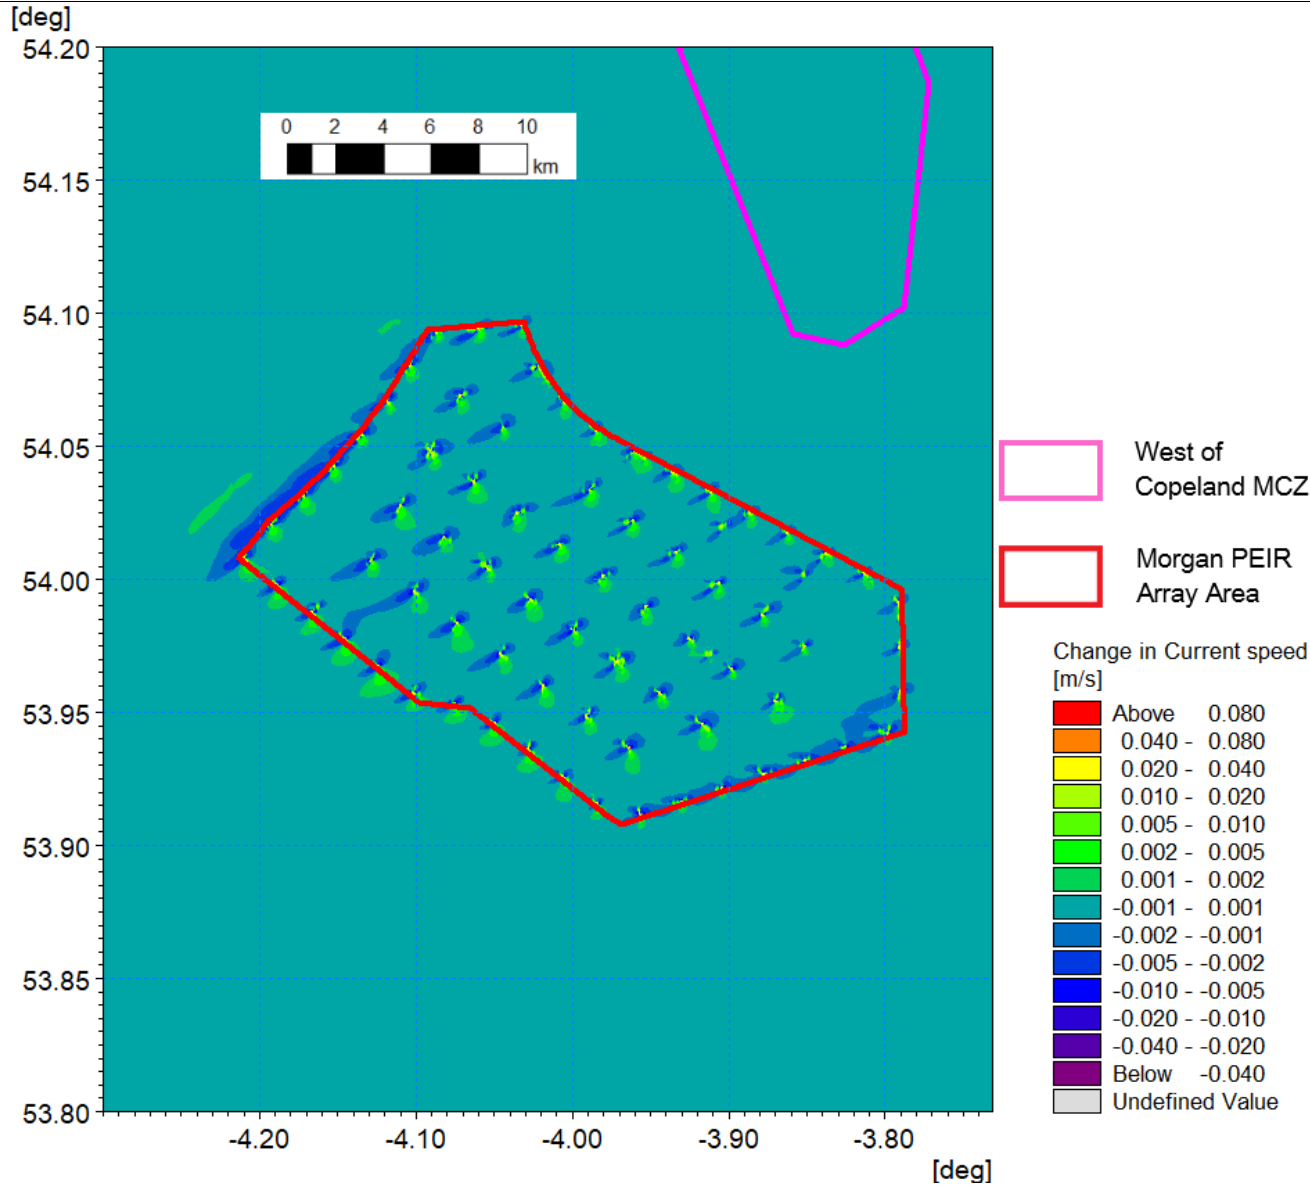 [deg]
54.20
54.15
54.10
54.05
54.00
53.95
53.90
53.85
53.80
0 2 4 6 8 10
km
-4.20 -4.10 -4.00 -3.90 -3.80
[deg]
West of
Copeland MCZ
Morgan PEIR
Array Area
Change in Current speed
[m/s]
Above 0.080
0.040 - 0.080
0.020 - 0.040
0.010 - 0.020
0.005 - 0.010
0.002 - 0.005
0.001 - 0.002
-0.001 - 0.001
-0.002 - -0.001
-0.005 - -0.002
-0.010 - -0.005
-0.020 - -0.010
-0.040 - -0.020
Below -0.040
Undefined Value